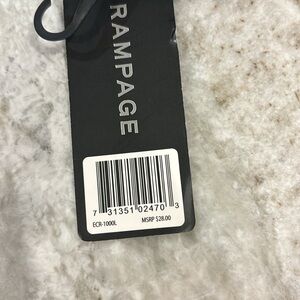 RAMPAGE
7 31351 02470 3
ECR-1000L MSRP $28.00